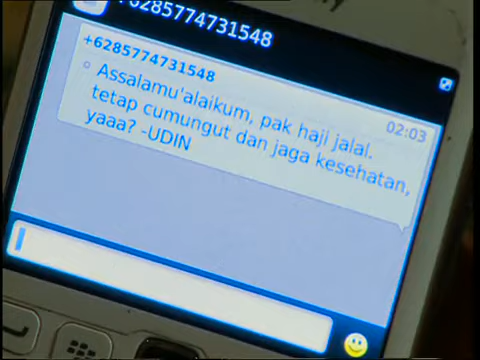 +6285774731548
+6285774731548
02:03
Assalamu'alaikum, pak haji jalal.
tetap cumungut dan jaga kesehatan,
yaaa? -UDIN